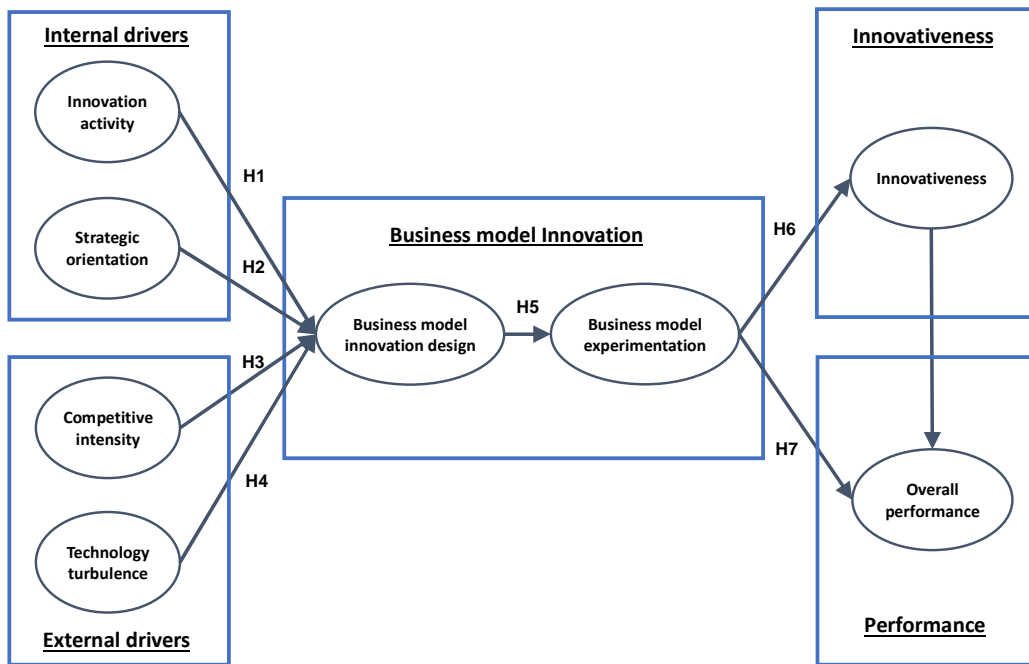 Internal drivers
Innovation
activity
Strategic
orientation
H1
H2
Competitive
intensity
Technology
turbulence
External drivers
H3
H4
Business model Innovation
Business model
innovation design
H5
Business model
experimentation
H6
H7
Innovativeness
Innovativeness
Overall
performance
Performance